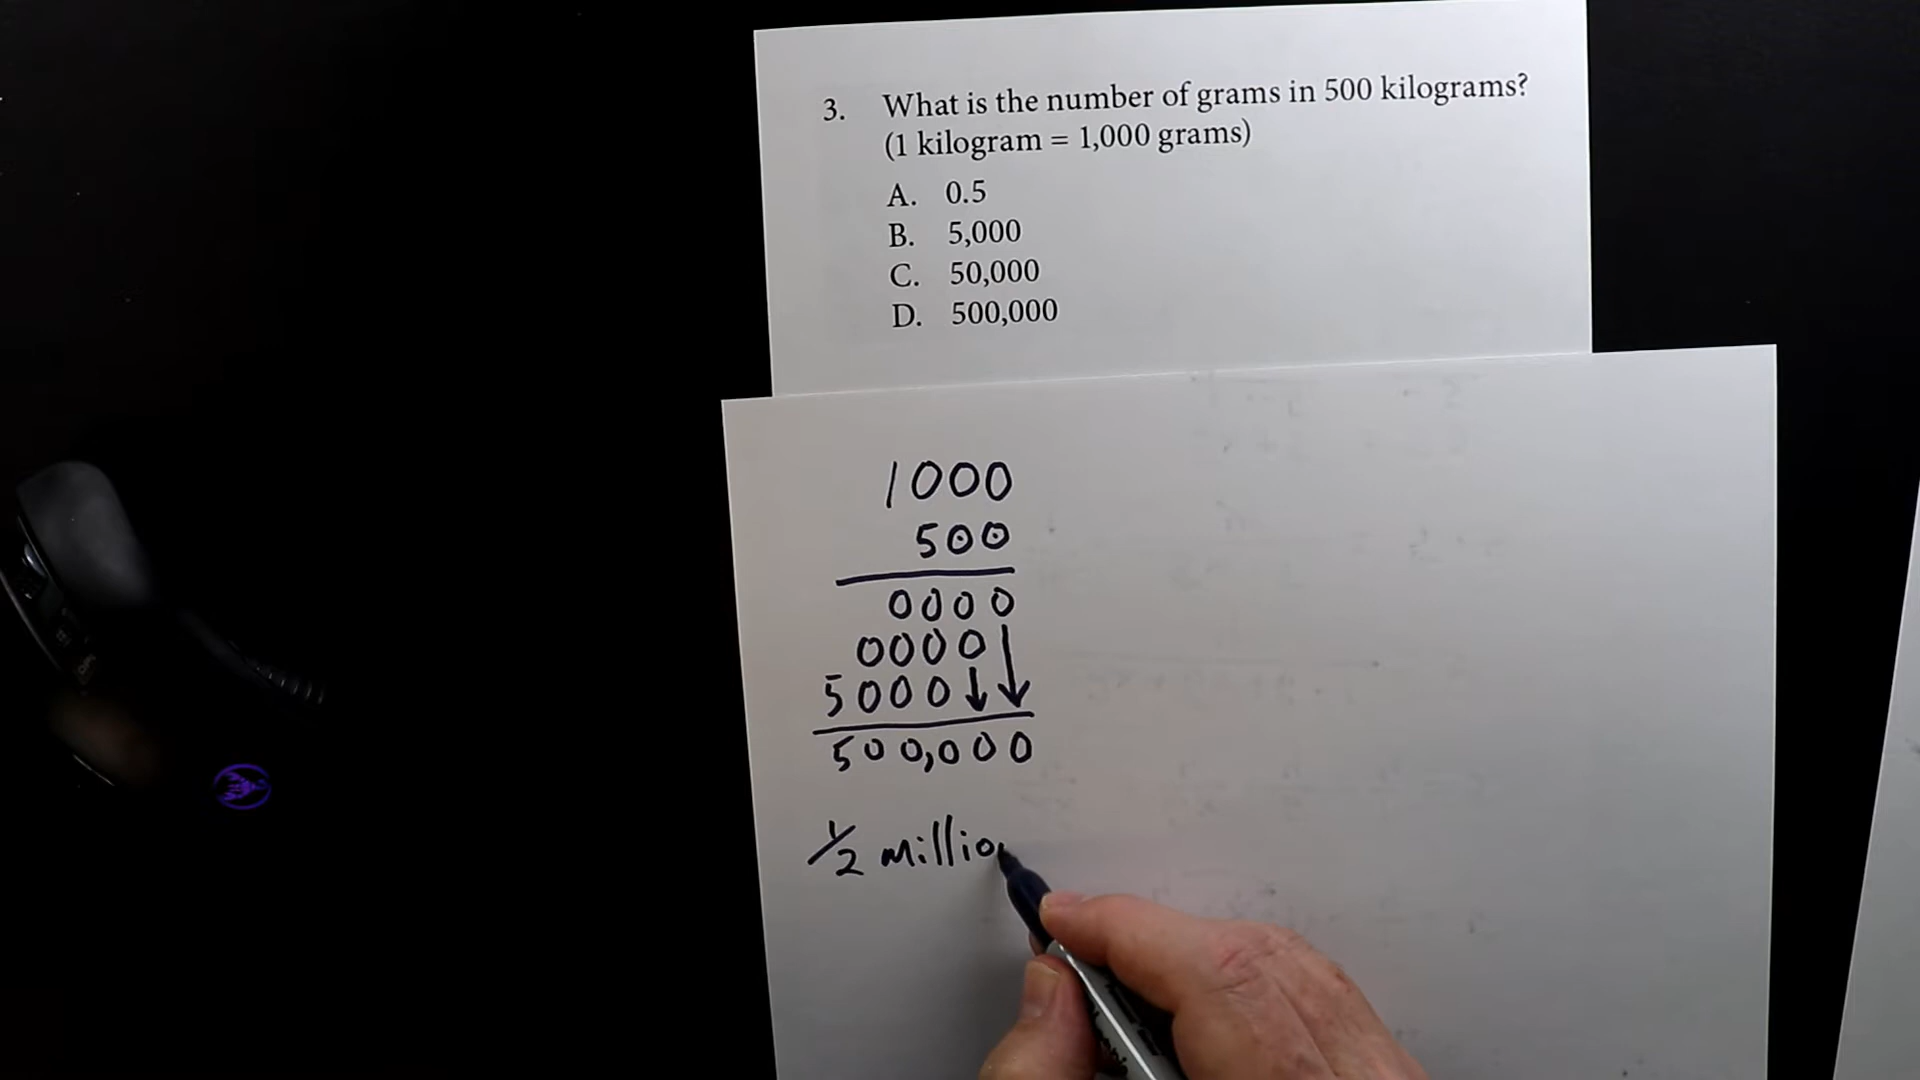 3. What is the number of grams in 500 kilograms?
(1 kilogram = 1,000 grams)
A. 0.5
B. 5,000
C. 50,000
D. 500,000
1000
500
0000
0000
5000
500,000
1/2 millio